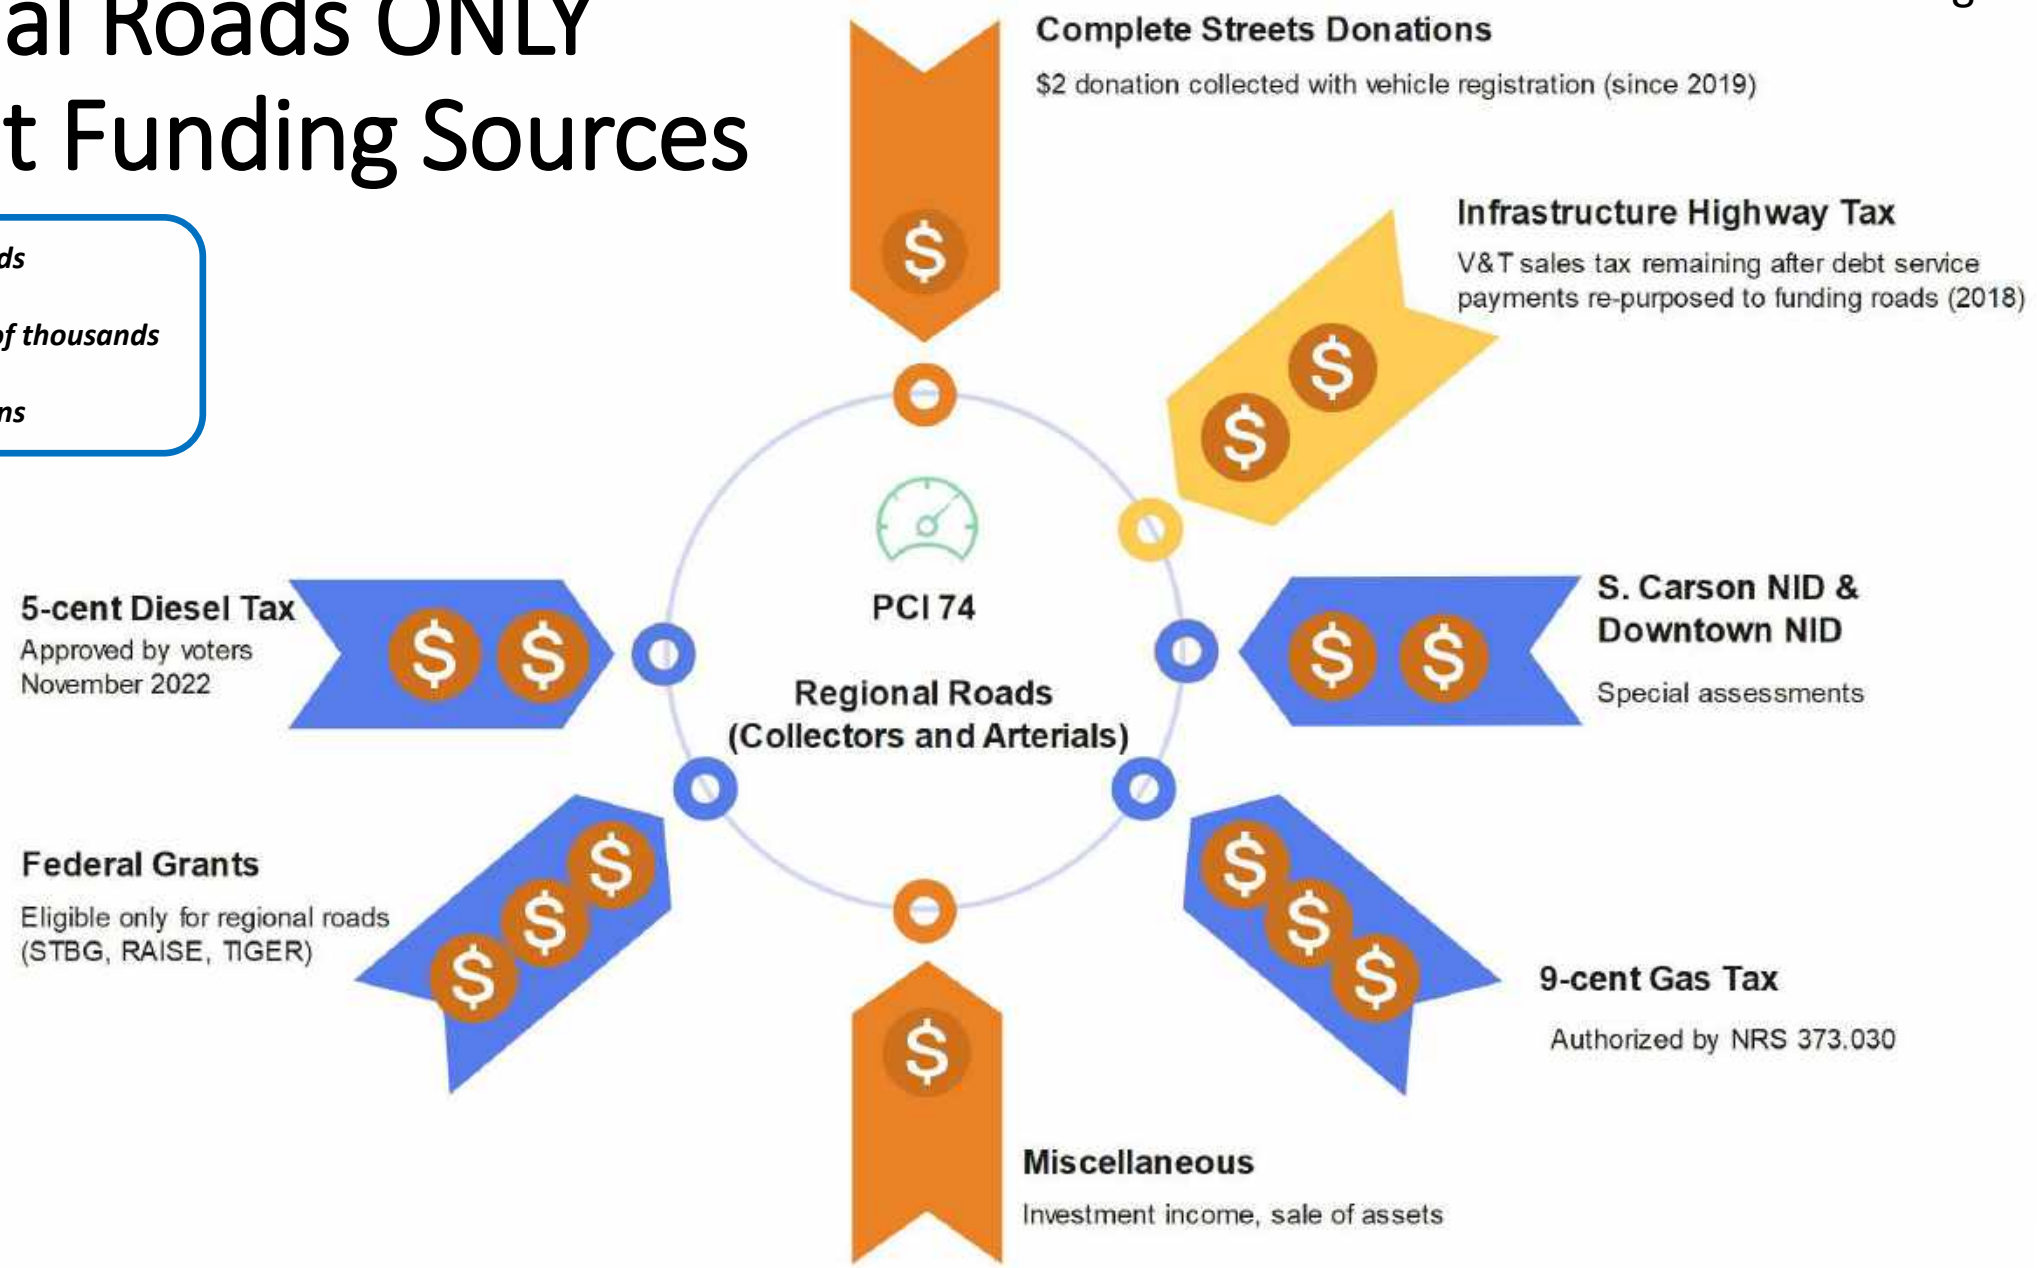 al Roads ONLY
t Funding Sources
ds
of thousands
ns
Complete Streets Donations
$2 donation collected with vehicle registration (since 2019)
$
Infrastructure Highway Tax
V&T sales tax remaining after debt service
payments re-purposed to funding roads (2018)
$ $
5-cent Diesel Tax
Approved by voters
November 2022
$ $
PCI 74
Regional Roads
(Collectors and Arterials)
$ $
S. Carson NID &
Downtown NID
Special assessments
Federal Grants
Eligible only for regional roads
(STBG, RAISE, TIGER)
$ $ $
$ $ $
9-cent Gas Tax
Authorized by NRS 373.030
$
Miscellaneous
Investment income, sale of assets